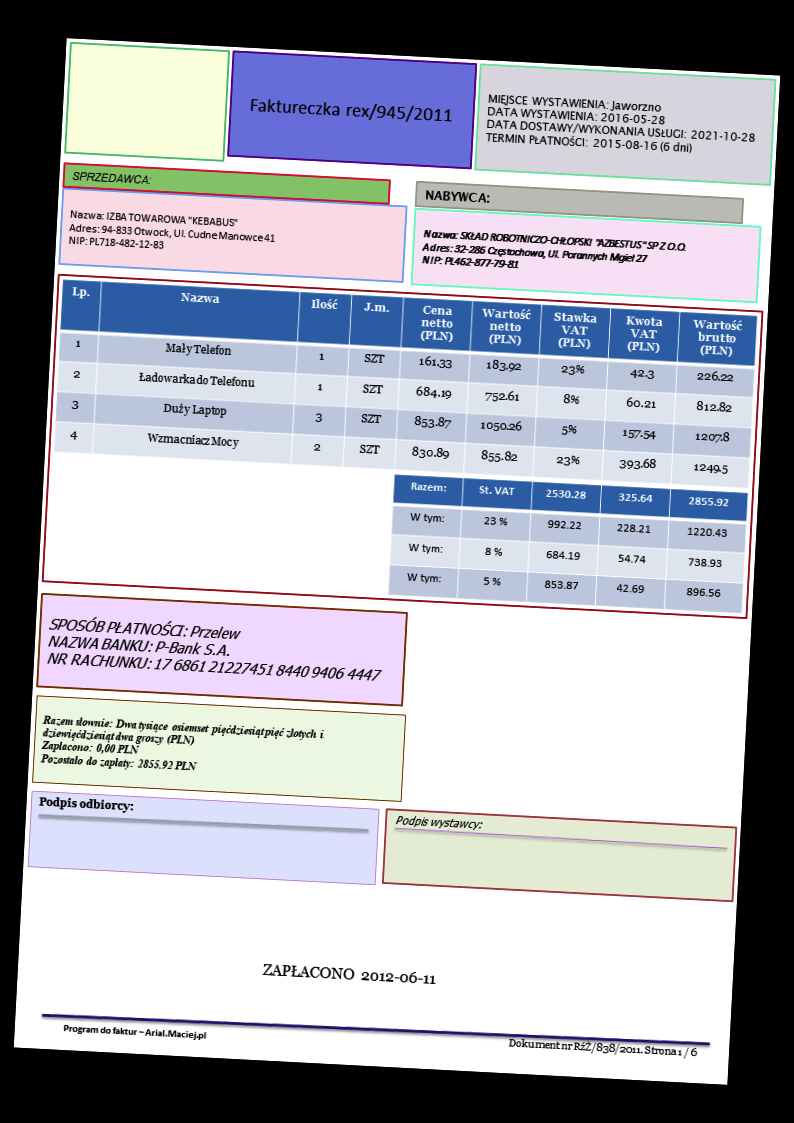 Faktureczka rex/945/2011
MIEJSCE WYSTAWIENIA: Jaworzno
DATA WYSTAWIENIA: 2016-05-28
DATA DOSTAWY/WYKONANIA USŁUGI: 2021-10-28
TERMIN PŁATNOŚCI: 2015-08-16 (6 dni)
SPRZEDAWCA:
Nazwa: IZBA TOWAROWA "KEBABUS"
Adres: 94-833 Otwock, Ul. Cudne Manowce 41
NIP: PL718-482-12-83
NABYWCA:
Nazwa: SKŁAD ROBOTNICZO-CHŁOPSKI "AZBESTUS" SP Z O.O.
Adres: 32-286 Częstochowa, Ul. Porannych Mgieł 27
NIP: PL462-877-79-81
Lp. Nazwa Ilość J.m. Cena netto (PLN) Wartość netto (PLN) Stawka VAT (PLN) Kwota VAT (PLN) Wartość brutto (PLN)
1 Mały Telefon 1 SZT 161.33 183.92 23% 42.3 226.22
2 Ładowarka do Telefonu 1 SZT 684.19 752.61 8% 60.21 812.82
3 Duży Laptop 3 SZT 853.87 1050.26 5% 157.54 1207.8
4 Wzmacniacz Mocy 2 SZT 830.89 855.82 23% 393.68 1249.5
Razem: St. VAT 2530.28 325.64 2855.92
W tym: 23 % 992.22 228.21 1220.43
W tym: 8 % 684.19 54.74 738.93
W tym: 5 % 853.87 42.69 896.56
SPOSÓB PŁATNOŚCI: Przelew
NAZWA BANKU: P-Bank S.A.
NR RACHUNKU: 17 6861 21227451 8440 9406 4447
Razem słownie: Dwa tysiące osiemset pięćdziesiąt pięć złotych i
dziewięćdziesiąt dwa groszy (PLN)
Zapłacono: 0,00 PLN
Pozostało do zapłaty: 2855.92 PLN
Podpis odbiorcy:
Podpis wystawcy:
ZAPŁACONO 2012-06-11
Program do faktur – Arial.Maciej.pl
Dokument nr RźŻ/838/2011. Strona 1 / 6